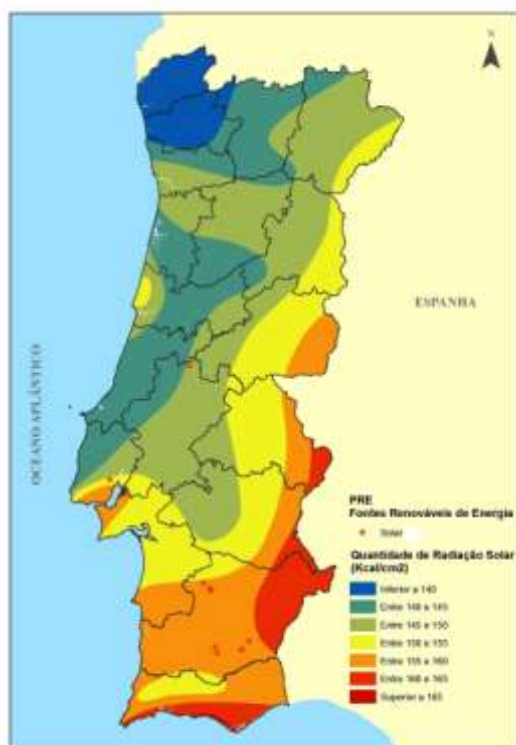 N
ESPANHA
OCEANO ATLÂNTICO
PRE
Fontes Renováveis de Energia
Solar
Quantidade de Radiação Solar
(Kcal/cm2)
Inferior a 140
Entre 140 e 145
Entre 145 e 150
Entre 150 e 155
Entre 155 e 160
Entre 160 e 165
Superior a 165